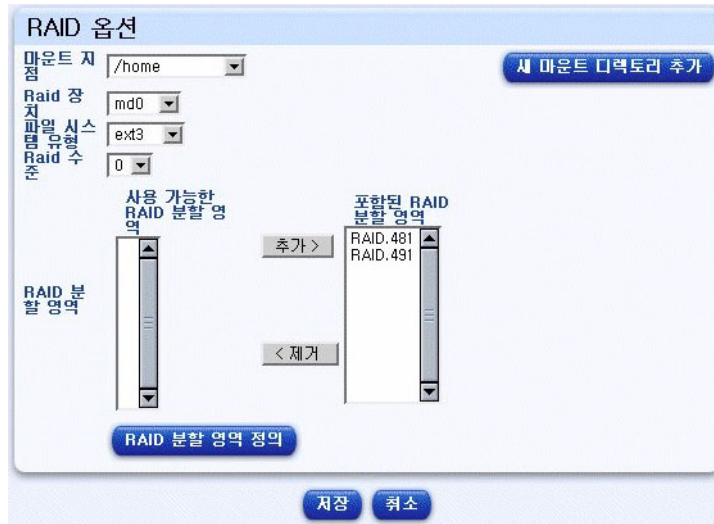 RAID 옵션
마운트 지
점
/home
새 마운트 디렉토리 추가
Raid 장
치
md0
파일 시스
템 유형
ext3
Raid 수
준
0
사용 가능한
RAID 분할 영
역
포함된 RAID
분할 영역
추가 >
RAID.481
RAID.491
RAID 분
할 영역
< 제거
RAID 분할 영역 정의
저장
취소